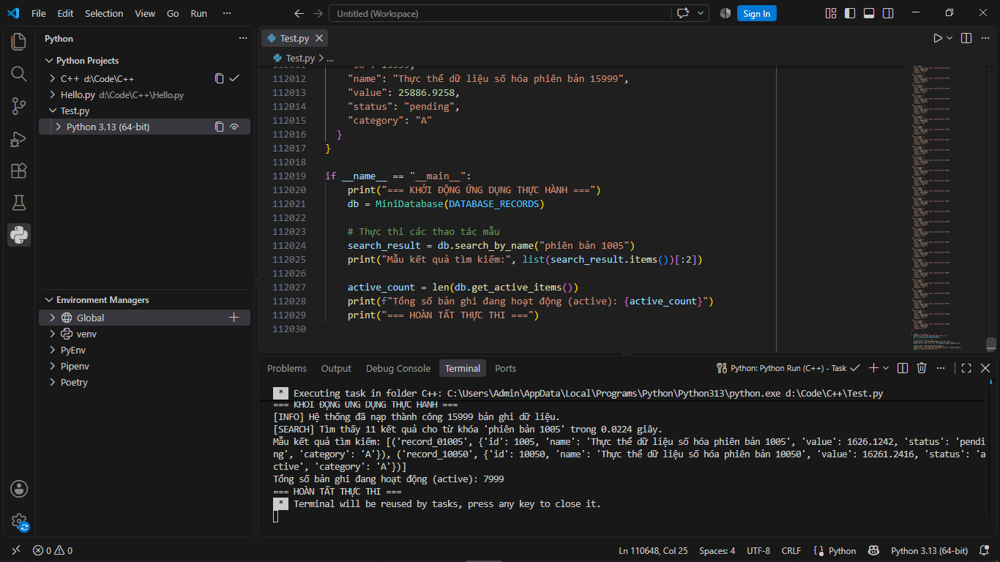 File Edit Selection View Go Run ··· Untitled (Workspace) Sign In
Python ···
Python Projects
C++ d:\Code\C++
Hello.py d:\Code\C++\Hello.py
Test.py
Python 3.13 (64-bit)
Environment Managers
Global
venv
PyEnv
Pipenv
Poetry
Test.py
Test.py > ...
112011 "id": 15999,
112012 "name": "Thực thể dữ liệu số hóa phiên bản 15999",
112013 "value": 25886.9258,
112014 "status": "pending",
112015 "category": "A"
112016 }
112017 }
112018
112019 if __name__ == "__main__":
112020 print("=== KHỞI ĐỘNG ỨNG DỤNG THỰC HÀNH ===")
112021 db = MiniDatabase(DATABASE_RECORDS)
112022
112023 # Thực thi các thao tác mẫu
112024 search_result = db.search_by_name("phiên bản 1005")
112025 print("Mẫu kết quả tìm kiếm:", list(search_result.items())[:2])
112026
112027 active_count = len(db.get_active_items())
112028 print(f"Tổng số bản ghi đang hoạt động (active): {active_count}")
112029 print("=== HOÀN TẤT THỰC THI ===")
112030
Problems Output Debug Console Terminal Ports Python: Python Run (C++) - Task
* Executing task in folder C++: C:\Users\Admin\AppData\Local\Programs\Python\Python313\python.exe d:\Code\C++\Test.py
=== KHỞI ĐỘNG ỨNG DỤNG THỰC HÀNH ===
[INFO] Hệ thống đã nạp thành công 15999 bản ghi dữ liệu.
[SEARCH] Tìm thấy 11 kết quả cho từ khóa 'phiên bản 1005' trong 0.0224 giây.
Mẫu kết quả tìm kiếm: [('record_01005', {'id': 1005, 'name': 'Thực thể dữ liệu số hóa phiên bản 1005', 'value': 1626.1242, 'status': 'pendi
ng', 'category': 'A'}), ('record_10050', {'id': 10050, 'name': 'Thực thể dữ liệu số hóa phiên bản 10050', 'value': 16261.2416, 'status': 'a
ctive', 'category': 'A'})]
Tổng số bản ghi đang hoạt động (active): 7999
=== HOÀN TẤT THỰC THI ===
* Terminal will be reused by tasks, press any key to close it.
0 0 Ln 110648, Col 25 Spaces: 4 UTF-8 CRLF { } Python Python 3.13 (64-bit)